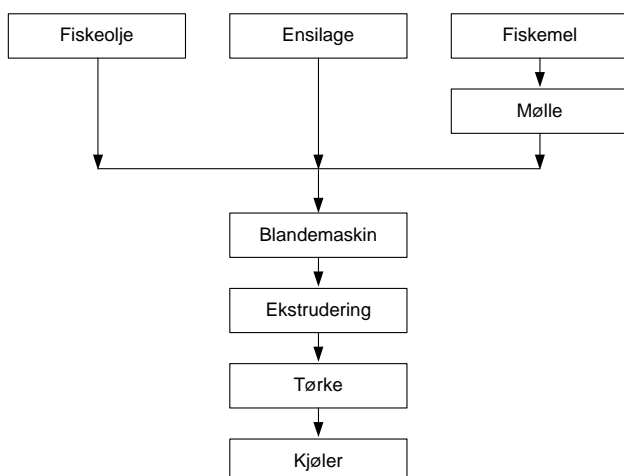 Fiskeolje
Ensilage
Fiskemel
Mølle
Blandemaskin
Ekstrudering
Tørke
Kjøler